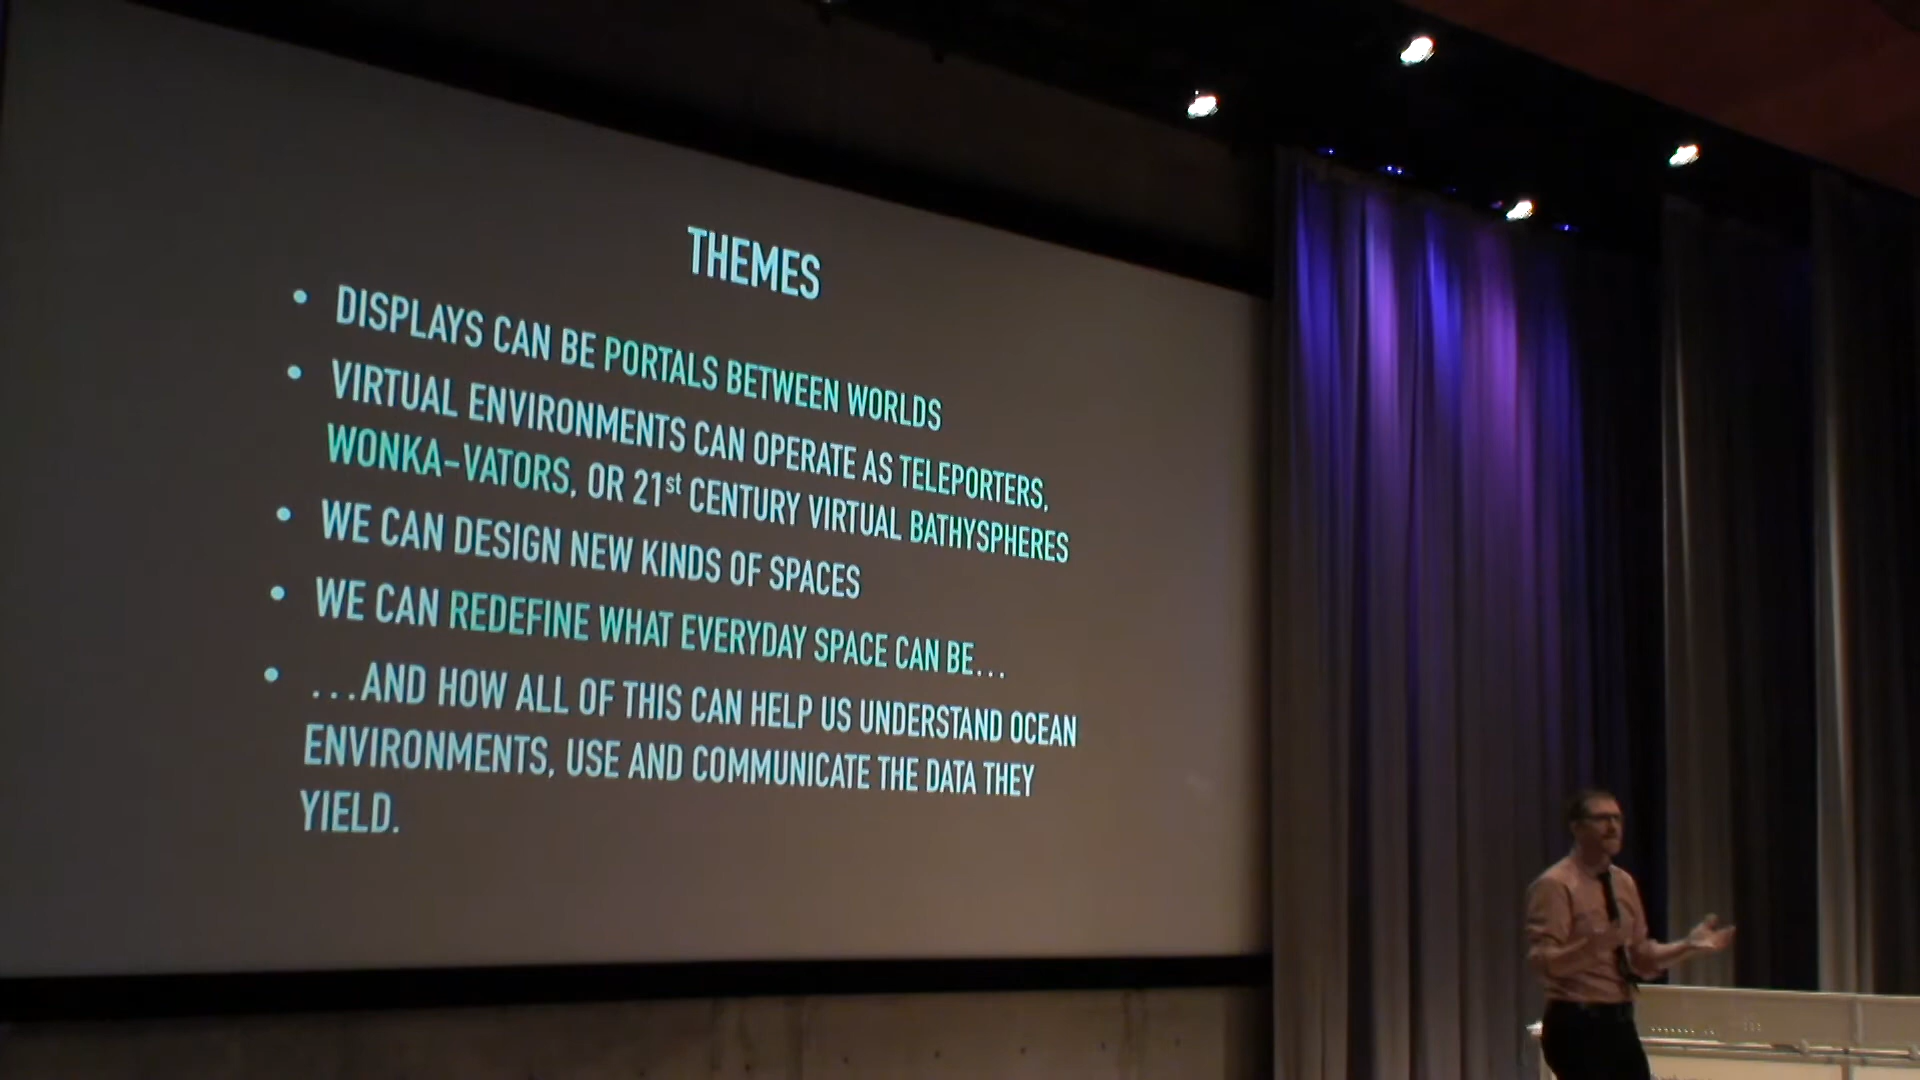 THEMES
• DISPLAYS CAN BE PORTALS BETWEEN WORLDS
• VIRTUAL ENVIRONMENTS CAN OPERATE AS TELEPORTERS,
WONKA-VATORS, OR 21st CENTURY VIRTUAL BATHYSPHERES
• WE CAN DESIGN NEW KINDS OF SPACES
• WE CAN REDEFINE WHAT EVERYDAY SPACE CAN BE...
• ...AND HOW ALL OF THIS CAN HELP US UNDERSTAND OCEAN
ENVIRONMENTS, USE AND COMMUNICATE THE DATA THEY
YIELD.